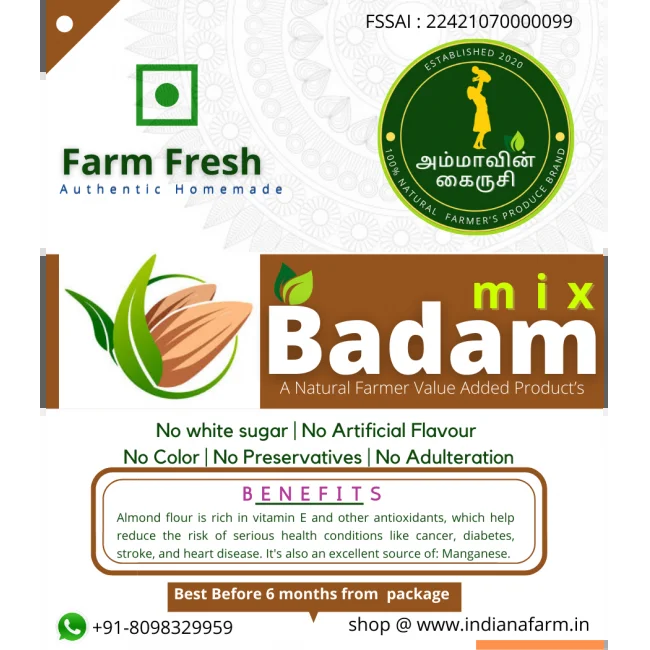 FSSAI : 22421070000099
ESTABLISHED 2020
அம்மாவின்
கைருசி
100% NATURAL FARMER'S PRODUCE BRAND
Farm Fresh
Authentic Homemade
mix
Badam
A Natural Farmer Value Added Product's
No white sugar | No Artificial Flavour
No Color | No Preservatives | No Adulteration
BENEFITS
Almond flour is rich in vitamin E and other antioxidants, which help
reduce the risk of serious health conditions like cancer, diabetes,
stroke, and heart disease. It's also an excellent source of: Manganese.
Best Before 6 months from package
+91-8098329959
shop @ www.indianafarm.in